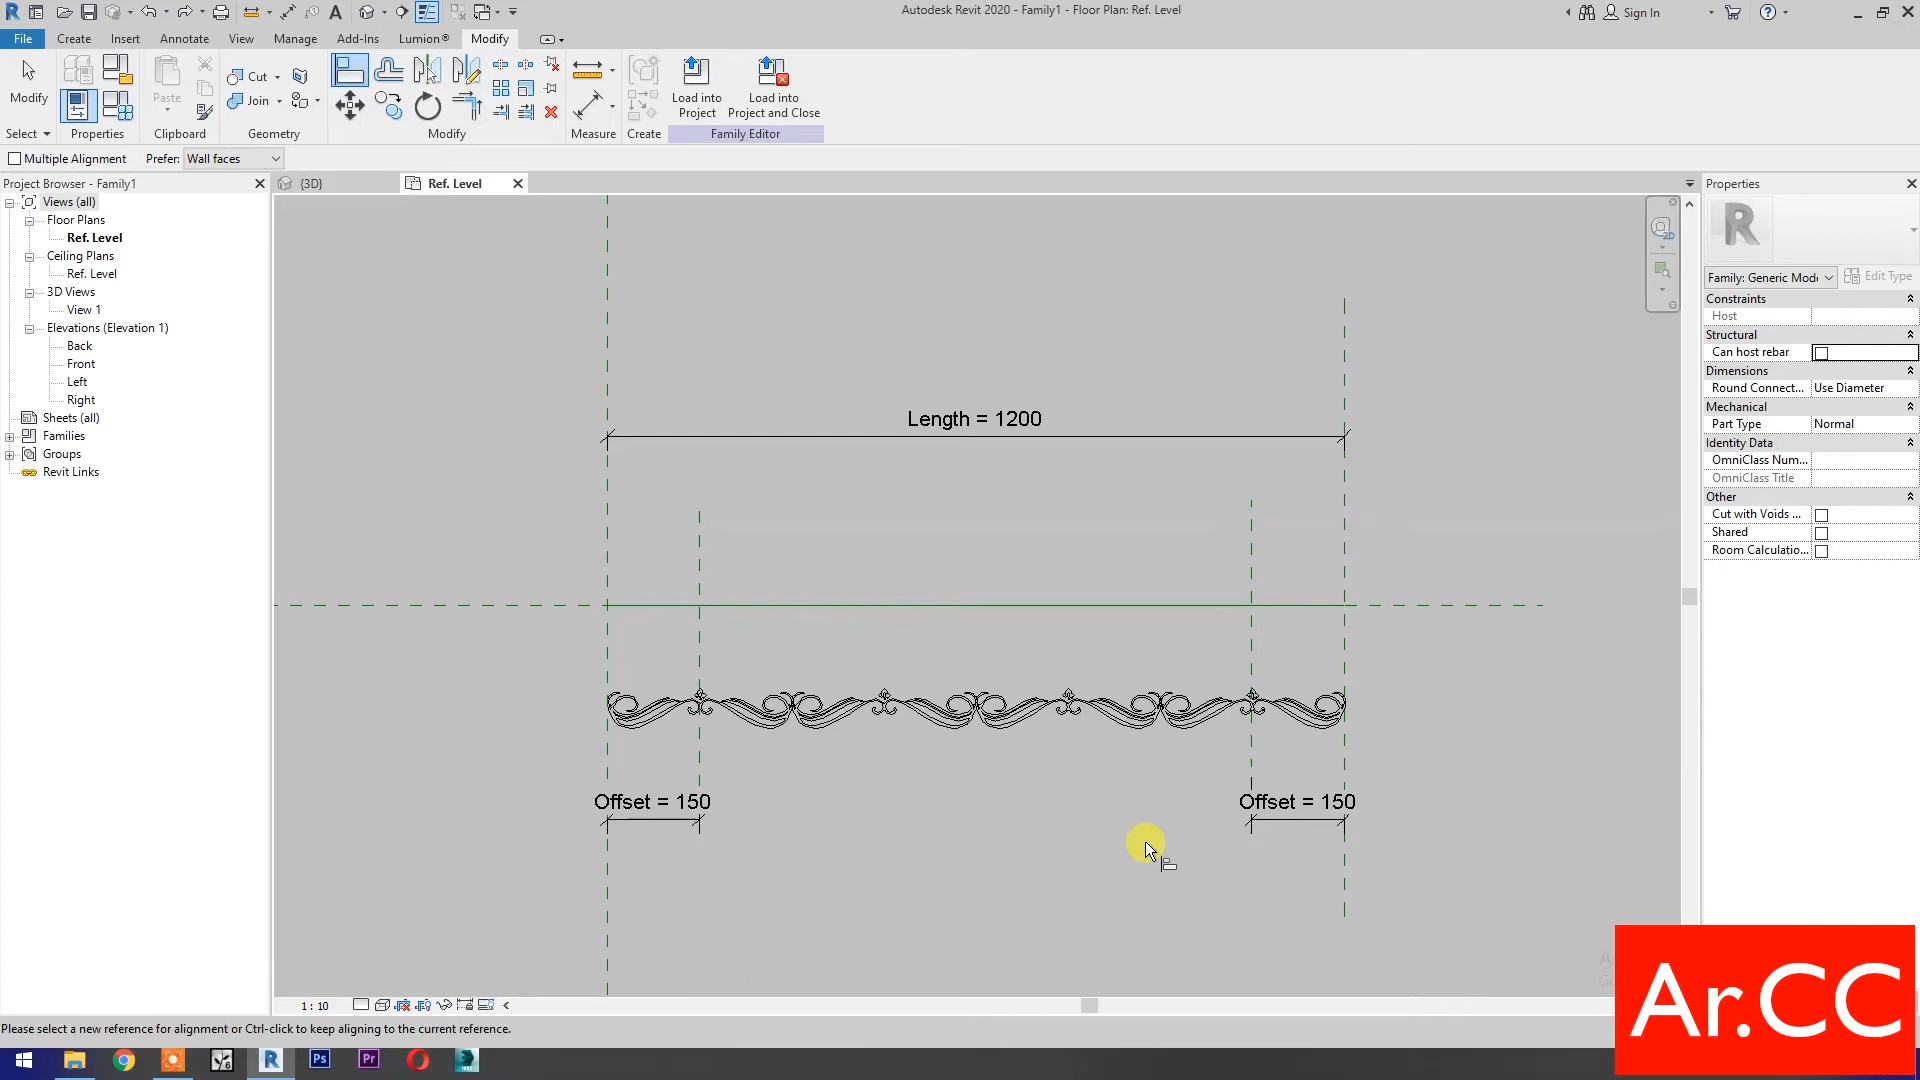 Autodesk Revit 2020 - Family1 - Floor Plan: Ref. Level
Sign In
File Create Insert Annotate View Manage Add-Ins Lumion® Modify
Modify
Paste
Cut
Join
Load into Project
Load into Project and Close
Select Properties Clipboard Geometry Modify Measure Create Family Editor
Multiple Alignment Prefer: Wall faces
Project Browser - Family1
{3D}
Ref. Level
Properties
Views (all)
Floor Plans
Ref. Level
Ceiling Plans
Ref. Level
3D Views
View 1
Elevations (Elevation 1)
Back
Front
Left
Right
Sheets (all)
Families
Groups
Revit Links
Length = 1200
Offset = 150
Offset = 150
2D
R
Family: Generic Mode
Edit Type
Constraints
Host
Structural
Can host rebar
Dimensions
Round Connect... Use Diameter
Mechanical
Part Type Normal
Identity Data
OmniClass Num...
OmniClass Title
Other
Cut with Voids ...
Shared
Room Calculatio...
1 : 10
Please select a new reference for alignment or Ctrl-click to keep aligning to the current reference.
Ar.CC
R Ps Pr